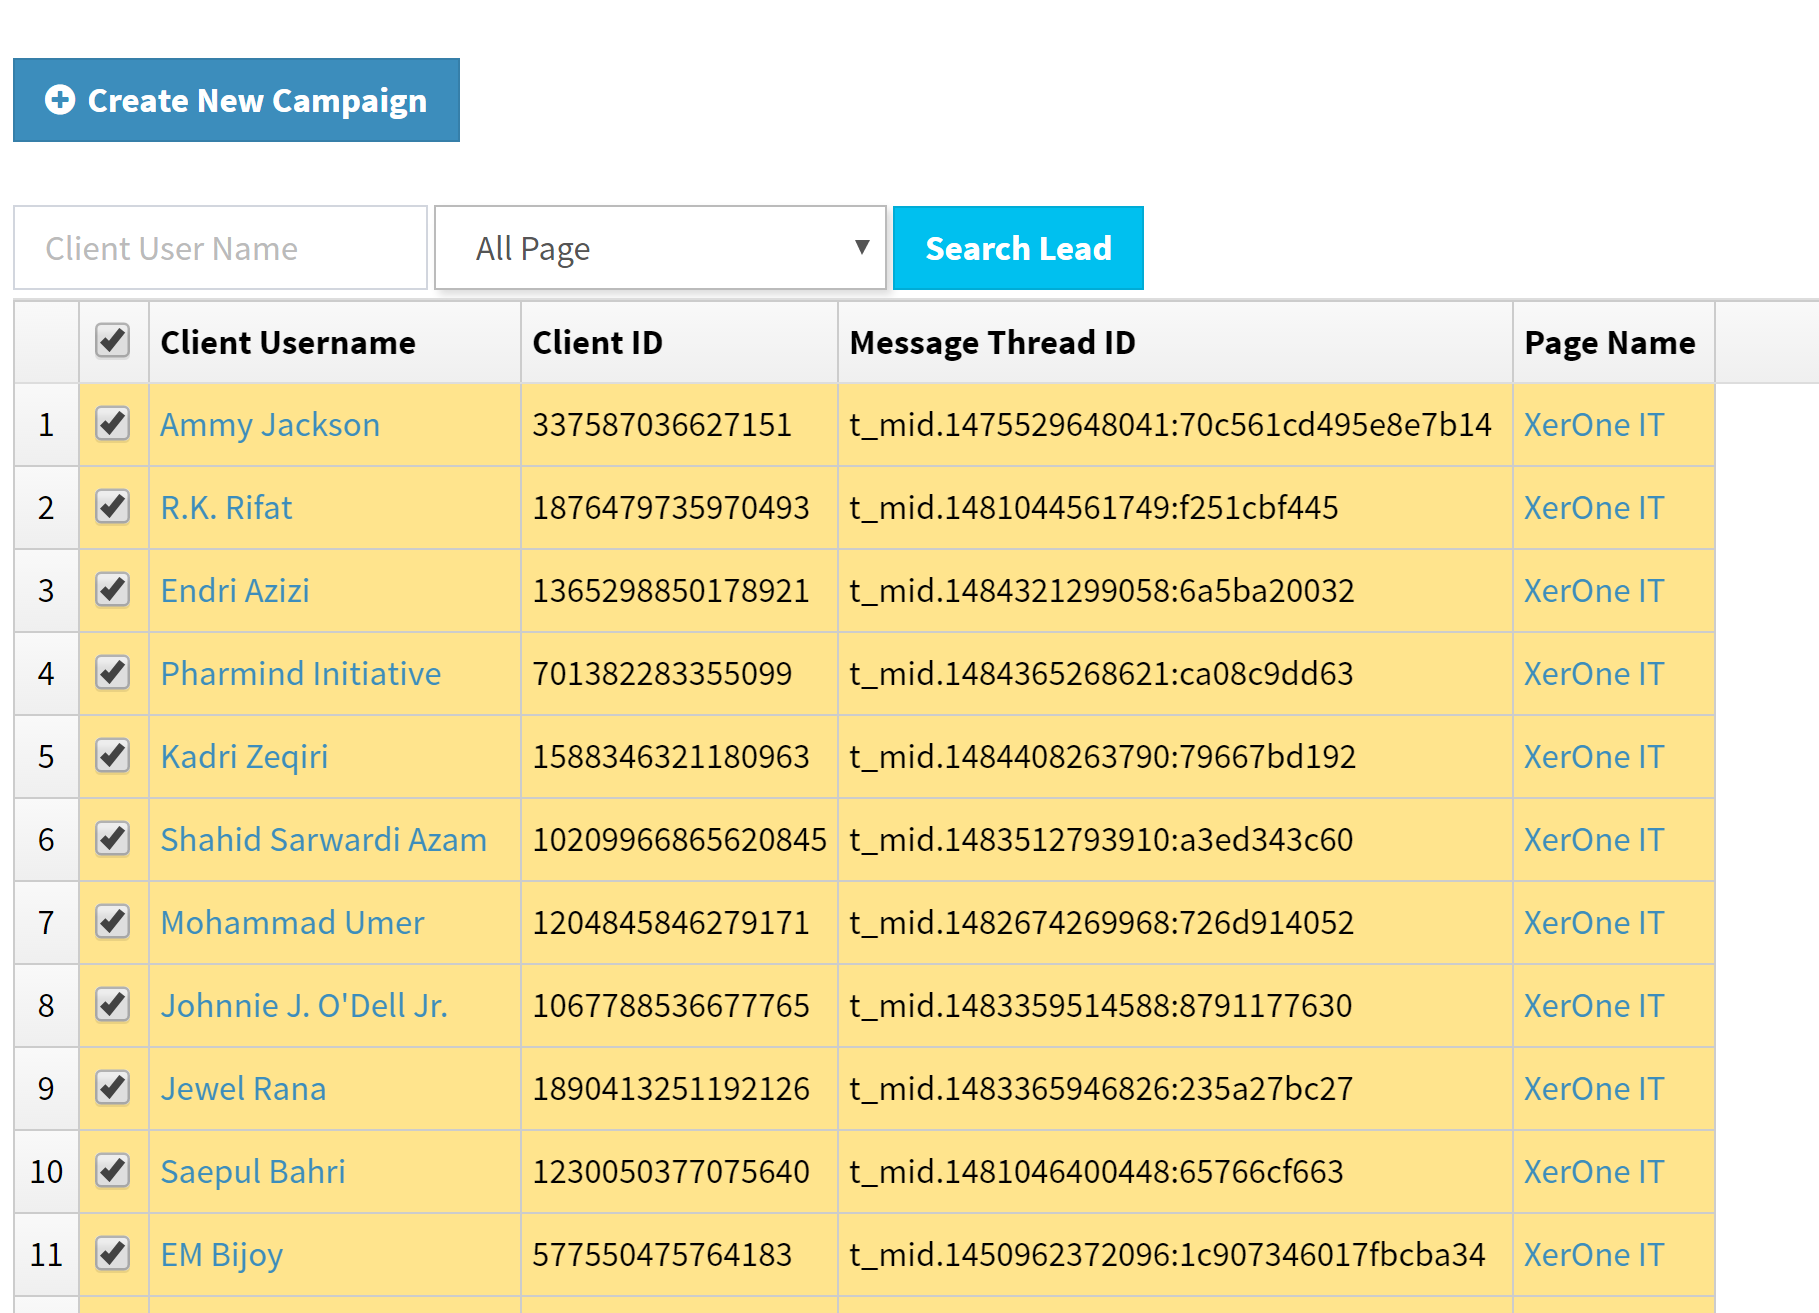 Create New Campaign
Client User Name All Page Search Lead
Client Username Client ID Message Thread ID Page Name
1 Ammy Jackson 337587036627151 t_mid.1475529648041:70c561cd495e8e7b14 XerOne IT
2 R.K. Rifat 1876479735970493 t_mid.1481044561749:f251cbf445 XerOne IT
3 Endri Azizi 1365298850178921 t_mid.1484321299058:6a5ba20032 XerOne IT
4 Pharmind Initiative 701382283355099 t_mid.1484365268621:ca08c9dd63 XerOne IT
5 Kadri Zeqiri 1588346321180963 t_mid.1484408263790:79667bd192 XerOne IT
6 Shahid Sarwardi Azam 10209966865620845 t_mid.1483512793910:a3ed343c60 XerOne IT
7 Mohammad Umer 1204845846279171 t_mid.1482674269968:726d914052 XerOne IT
8 Johnnie J. O'Dell Jr. 1067788536677765 t_mid.1483359514588:8791177630 XerOne IT
9 Jewel Rana 1890413251192126 t_mid.1483365946826:235a27bc27 XerOne IT
10 Saepul Bahri 1230050377075640 t_mid.1481046400448:65766cf663 XerOne IT
11 EM Bijoy 577550475764183 t_mid.1450962372096:1c907346017fbcba34 XerOne IT